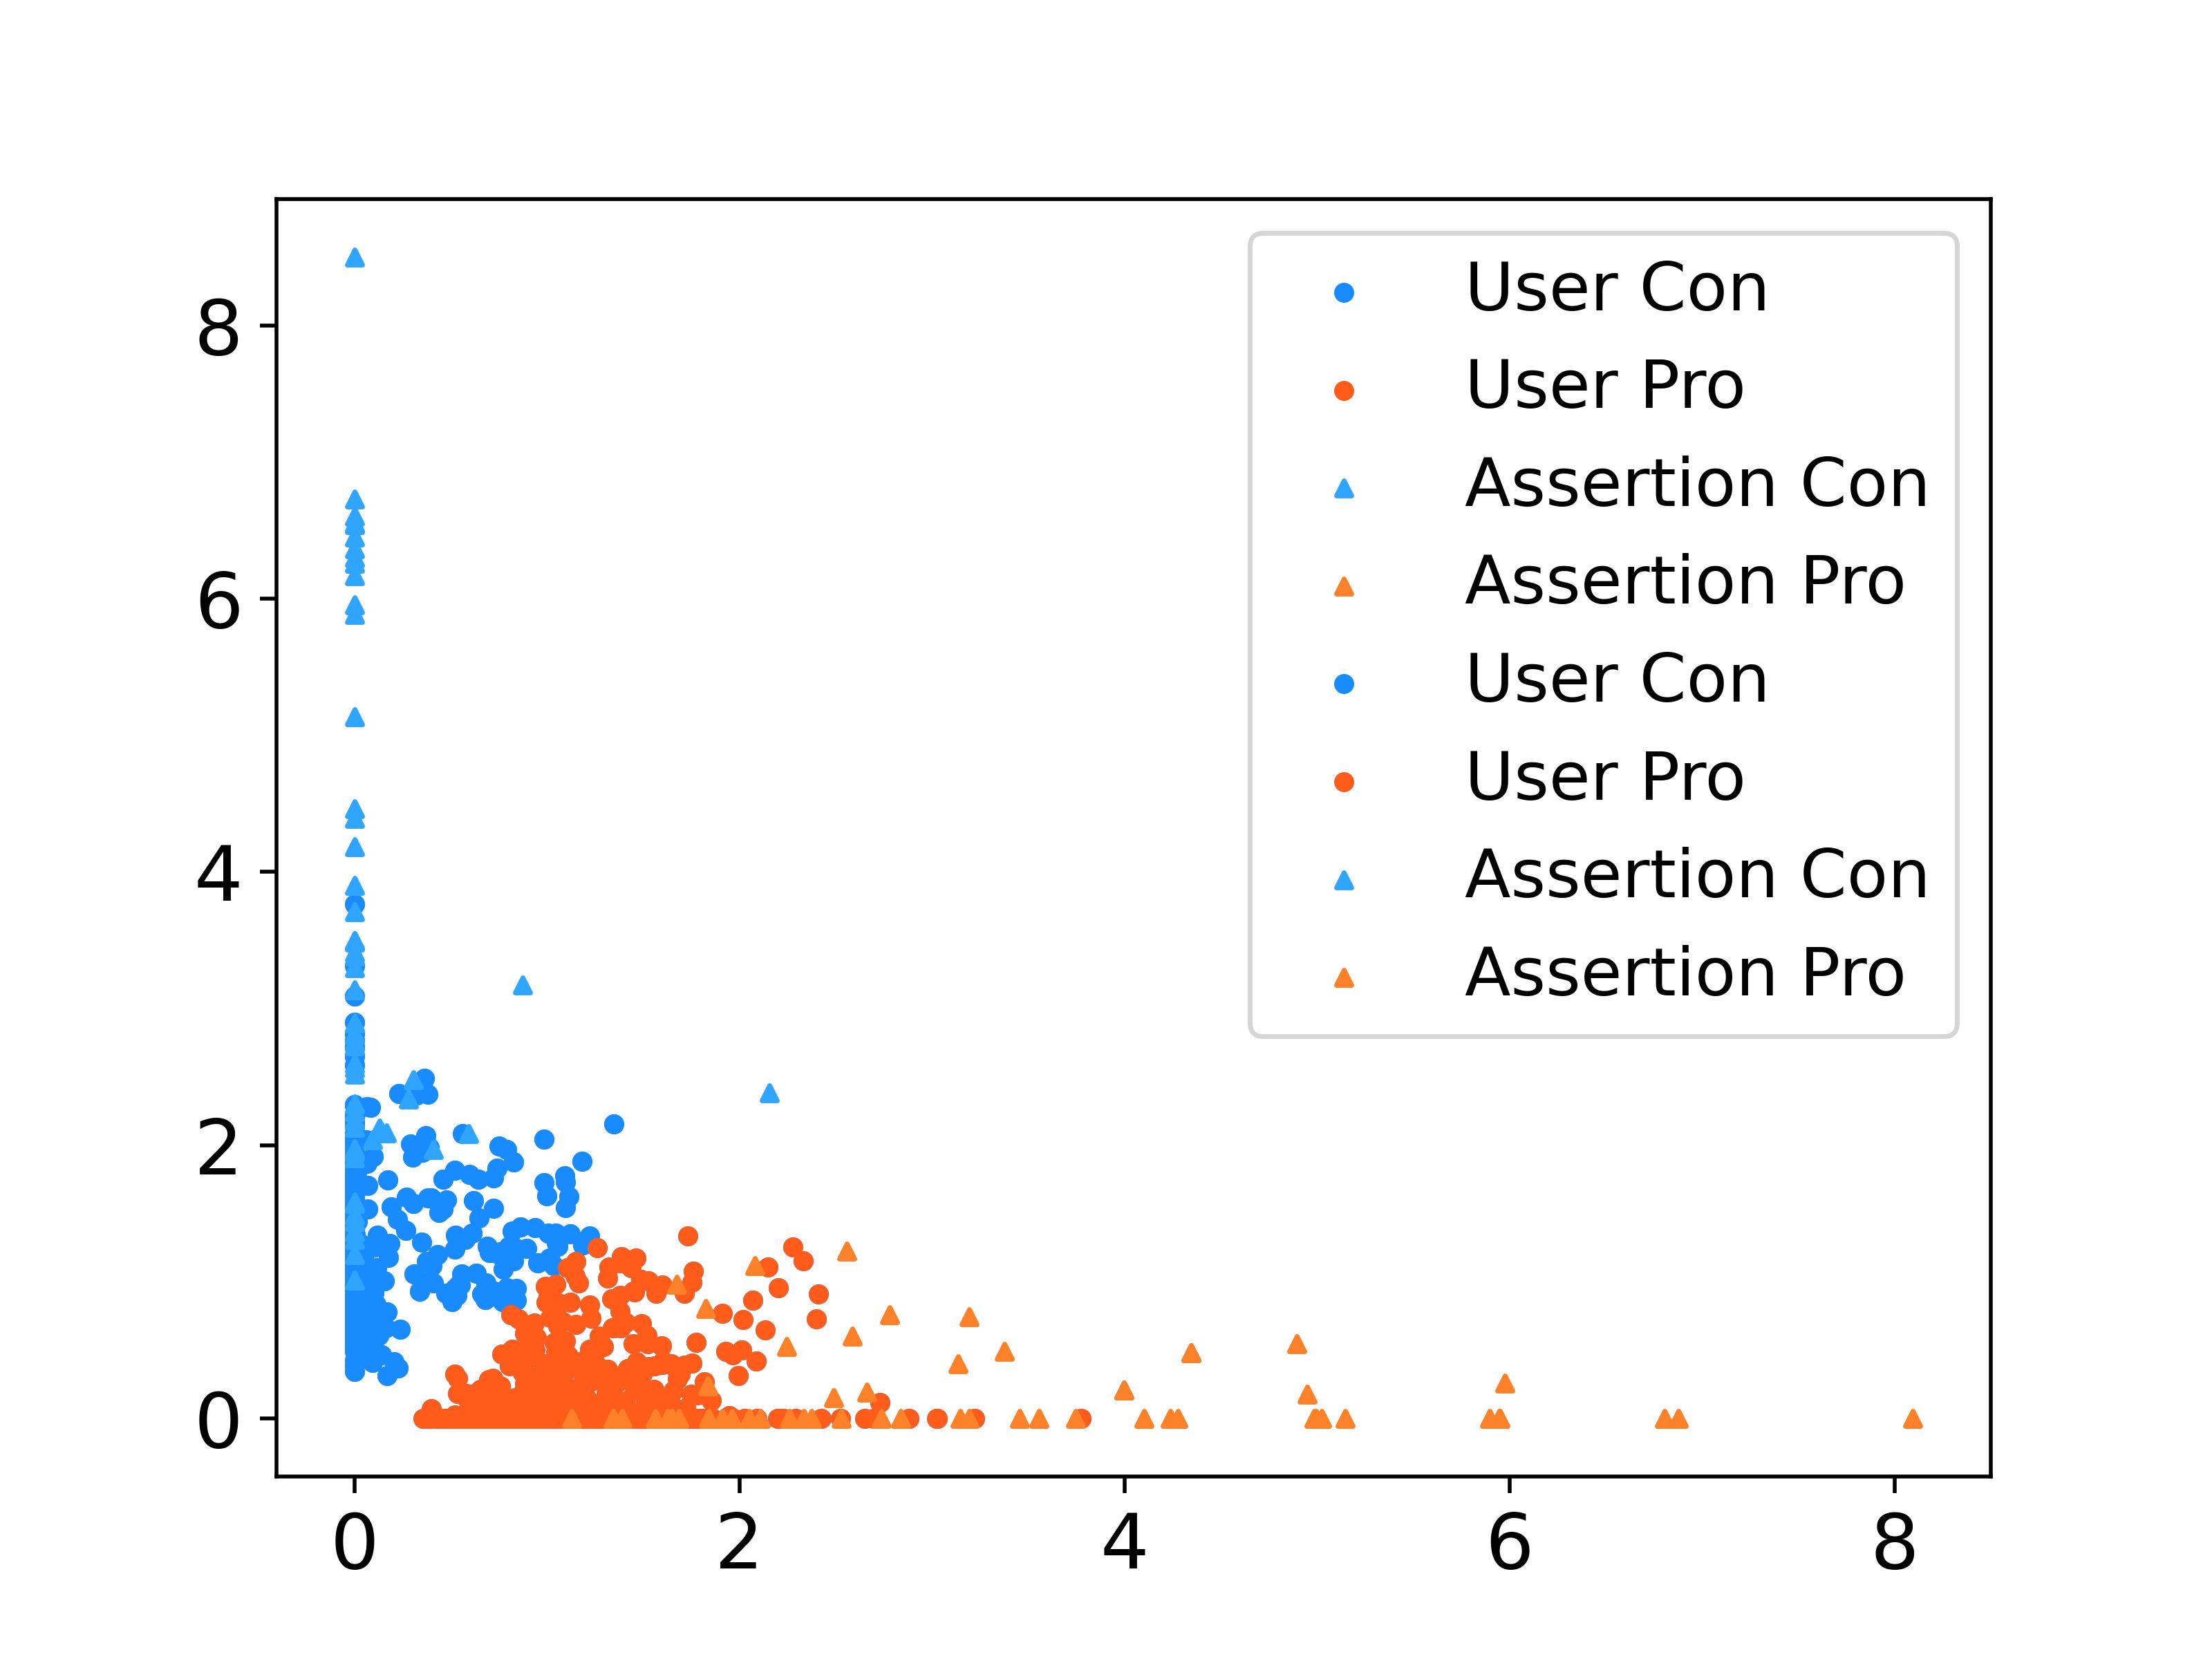 8
6
4
2
0
0 2 4 6 8
User Con
User Pro
Assertion Con
Assertion Pro
User Con
User Pro
Assertion Con
Assertion Pro